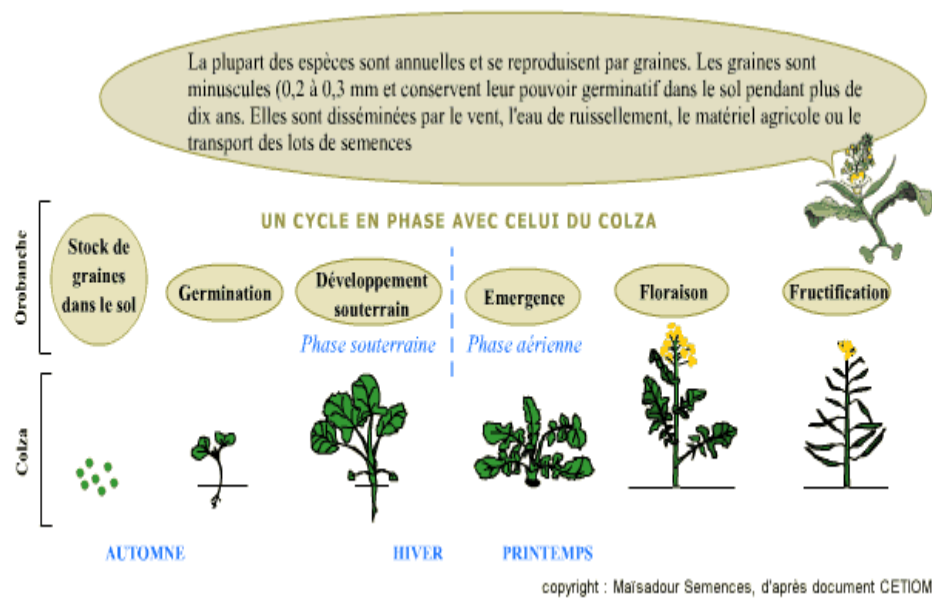 La plupart des espèces sont annuelles et se reproduisent par graines. Les graines sont
minuscules (0,2 à 0,3 mm et conservent leur pouvoir germinatif dans le sol pendant plus de
dix ans. Elles sont disséminées par le vent, l'eau de ruissellement, le matériel agricole ou le
transport des lots de semences
UN CYCLE EN PHASE AVEC CELUI DU COLZA
Orobanche
Stock de
graines
dans le sol
Germination
Développement
souterrain
Emergence
Floraison
Fructification
Phase souterraine
Phase aérienne
Colza
AUTOMNE
HIVER
PRINTEMPS
copyright : Maïsadour Semences, d'après document CETIOM